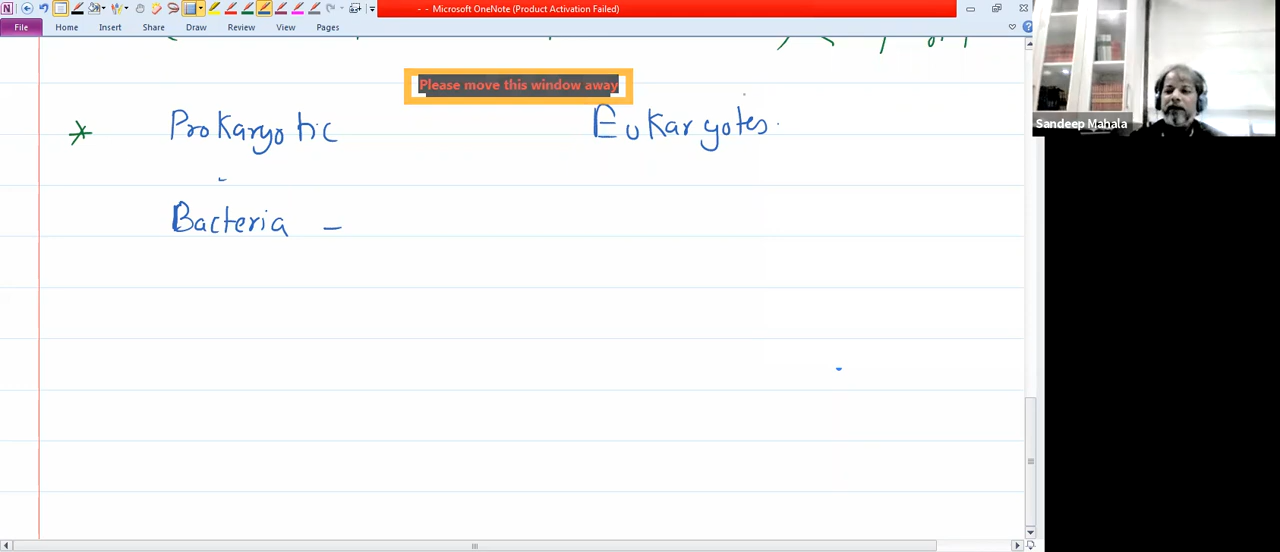 - - Microsoft OneNote (Product Activation Failed)
File Home Insert Share Draw Review View Pages
Please move this window away
* Prokaryotic Eukaryotes.
Bacteria -
Sandeep Mahala